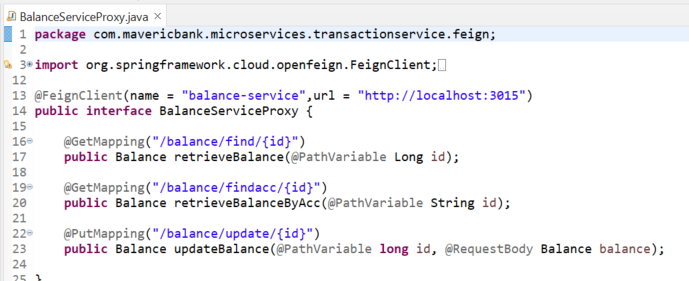 BalanceServiceProxy.java
1 package com.mavericbank.microservices.transactionservice.feign;
2
3 import org.springframework.cloud.openfeign.FeignClient;
12
13 @FeignClient(name = "balance-service",url = "http://localhost:3015")
14 public interface BalanceServiceProxy {
15
16 @GetMapping("/balance/find/{id}")
17 public Balance retrieveBalance(@PathVariable Long id);
18
19 @GetMapping("/balance/findacc/{id}")
20 public Balance retrieveBalanceByAcc(@PathVariable String id);
21
22 @PutMapping("/balance/update/{id}")
23 public Balance updateBalance(@PathVariable long id, @RequestBody Balance balance);
24
25 }